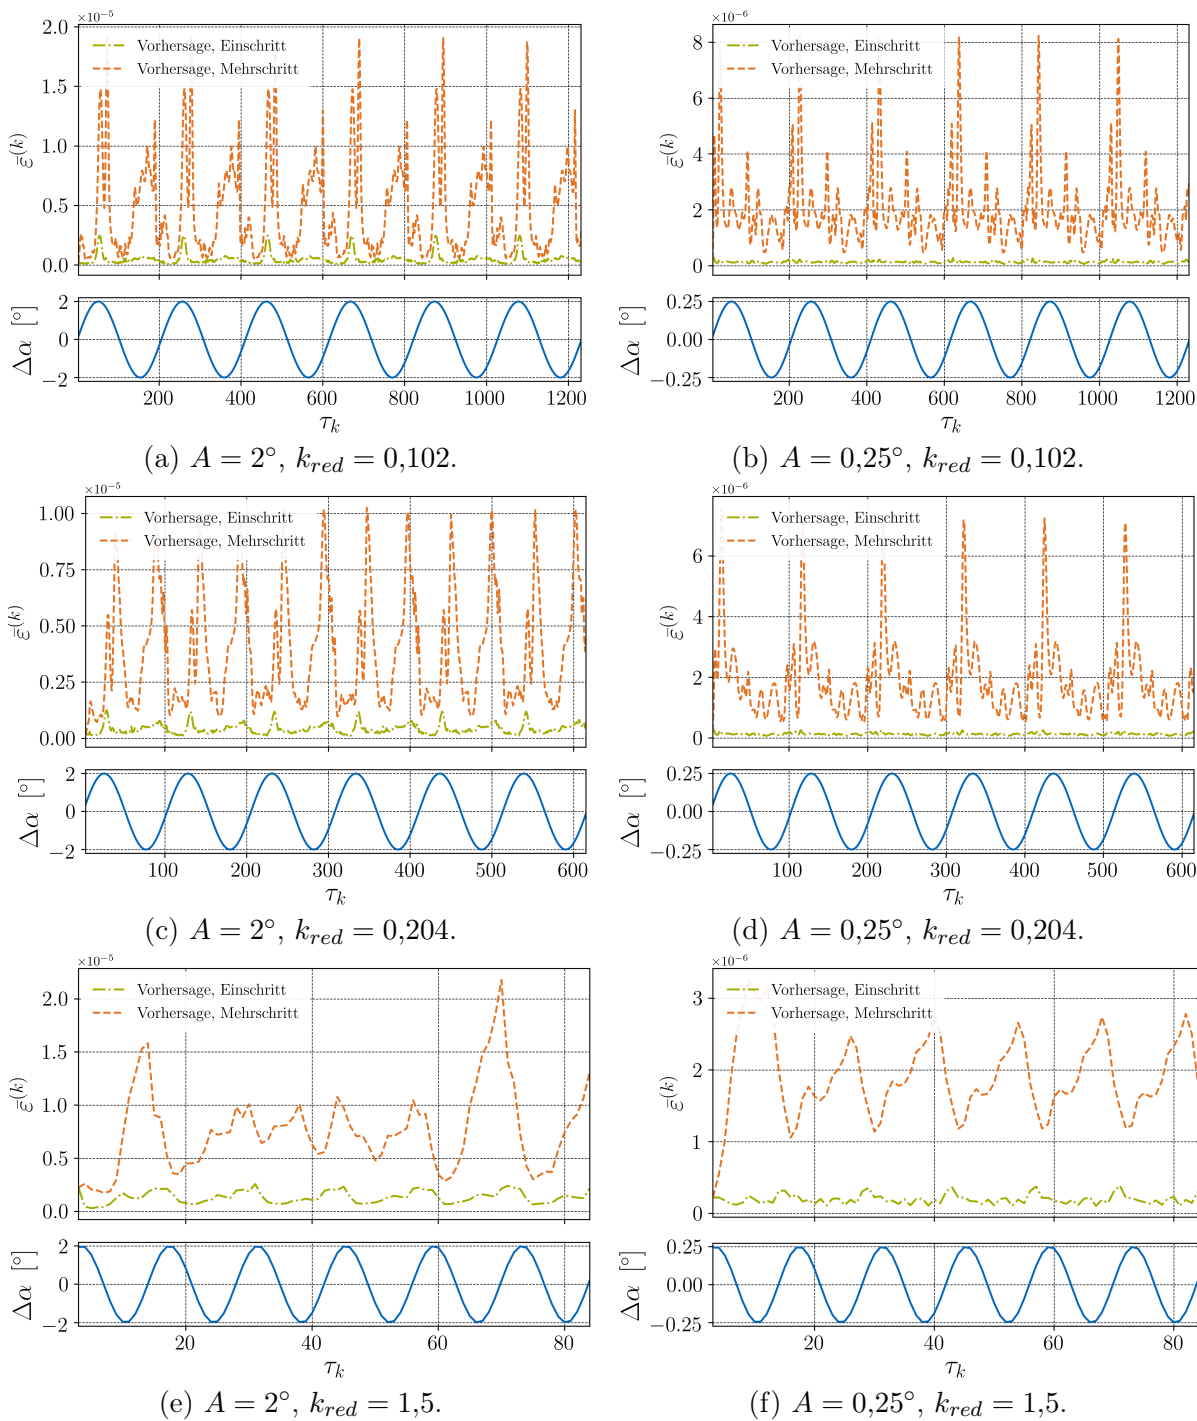 ×10⁻⁵
2.0
1.5
1.0
0.5
0.0
ε̄⁽ᵏ⁾
Vorhersage, Einschritt
Vorhersage, Mehrschritt
2
0
−2
Δα [°]
200 400 600 800 1000 1200
τₖ
(a) A = 2°, k_red = 0,102.
×10⁻⁶
8
6
4
2
0
ε̄⁽ᵏ⁾
Vorhersage, Einschritt
Vorhersage, Mehrschritt
0.25
0.00
−0.25
Δα [°]
200 400 600 800 1000 1200
τₖ
(b) A = 0,25°, k_red = 0,102.
×10⁻⁵
1.00
0.75
0.50
0.25
0.00
ε̄⁽ᵏ⁾
Vorhersage, Einschritt
Vorhersage, Mehrschritt
2
0
−2
Δα [°]
100 200 300 400 500 600
τₖ
(c) A = 2°, k_red = 0,204.
×10⁻⁶
6
4
2
0
ε̄⁽ᵏ⁾
Vorhersage, Einschritt
Vorhersage, Mehrschritt
0.25
0.00
−0.25
Δα [°]
100 200 300 400 500 600
τₖ
(d) A = 0,25°, k_red = 0,204.
×10⁻⁵
2.0
1.5
1.0
0.5
0.0
ε̄⁽ᵏ⁾
Vorhersage, Einschritt
Vorhersage, Mehrschritt
2
0
−2
Δα [°]
20 40 60 80
τₖ
(e) A = 2°, k_red = 1,5.
×10⁻⁶
3
2
1
0
ε̄⁽ᵏ⁾
Vorhersage, Einschritt
Vorhersage, Mehrschritt
0.25
0.00
−0.25
Δα [°]
20 40 60 80
τₖ
(f) A = 0,25°, k_red = 1,5.